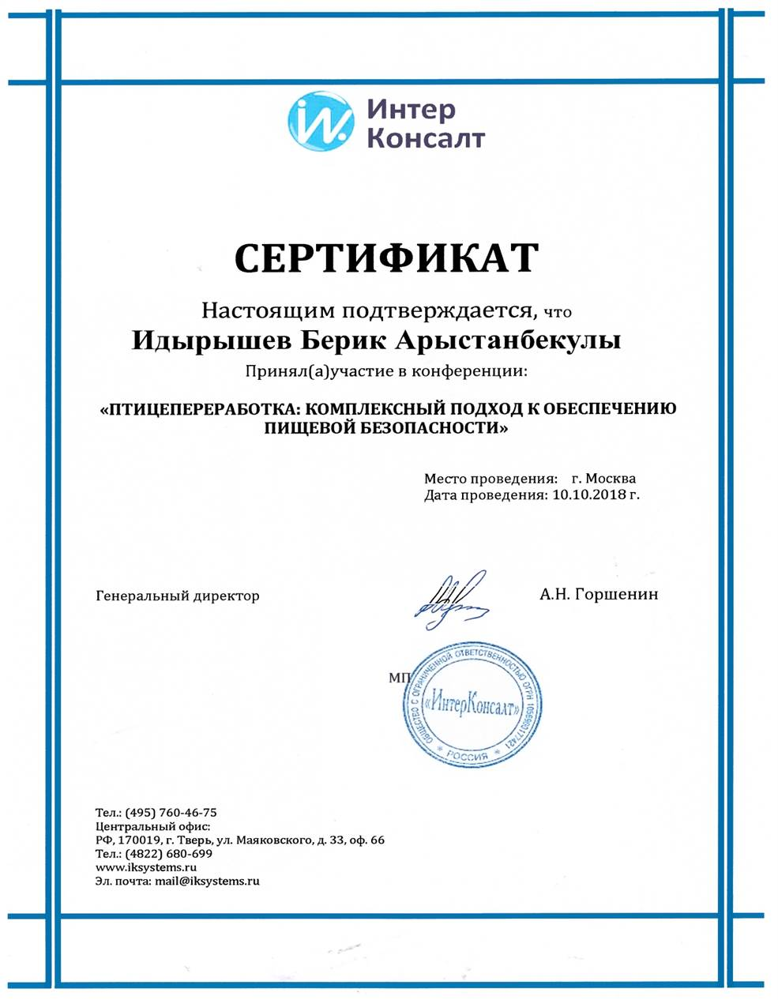 iN.
Интер
Консалт
СЕРТИФИКАТ
Настоящим подтверждается, что
Идырышев Берик Арыстанбекулы
Принял(а)участие в конференции:
«ПТИЦЕПЕРЕРАБОТКА: КОМПЛЕКСНЫЙ ПОДХОД К ОБЕСПЕЧЕНИЮ
ПИЩЕВОЙ БЕЗОПАСНОСТИ»
Место проведения: г. Москва
Дата проведения: 10.10.2018 г.
Генеральный директор
А.Н. Горшенин
МП
ОБЩЕСТВО С ОГРАНИЧЕННОЙ ОТВЕТСТВЕННОСТЬЮ ОГРН
«ИнтерКонсалт»
* РОССИЯ *
Тел.: (495) 760-46-75
Центральный офис:
РФ, 170019, г. Тверь, ул. Маяковского, д. 33, оф. 66
Тел.: (4822) 680-699
www.iksystems.ru
Эл. почта: mail@iksystems.ru